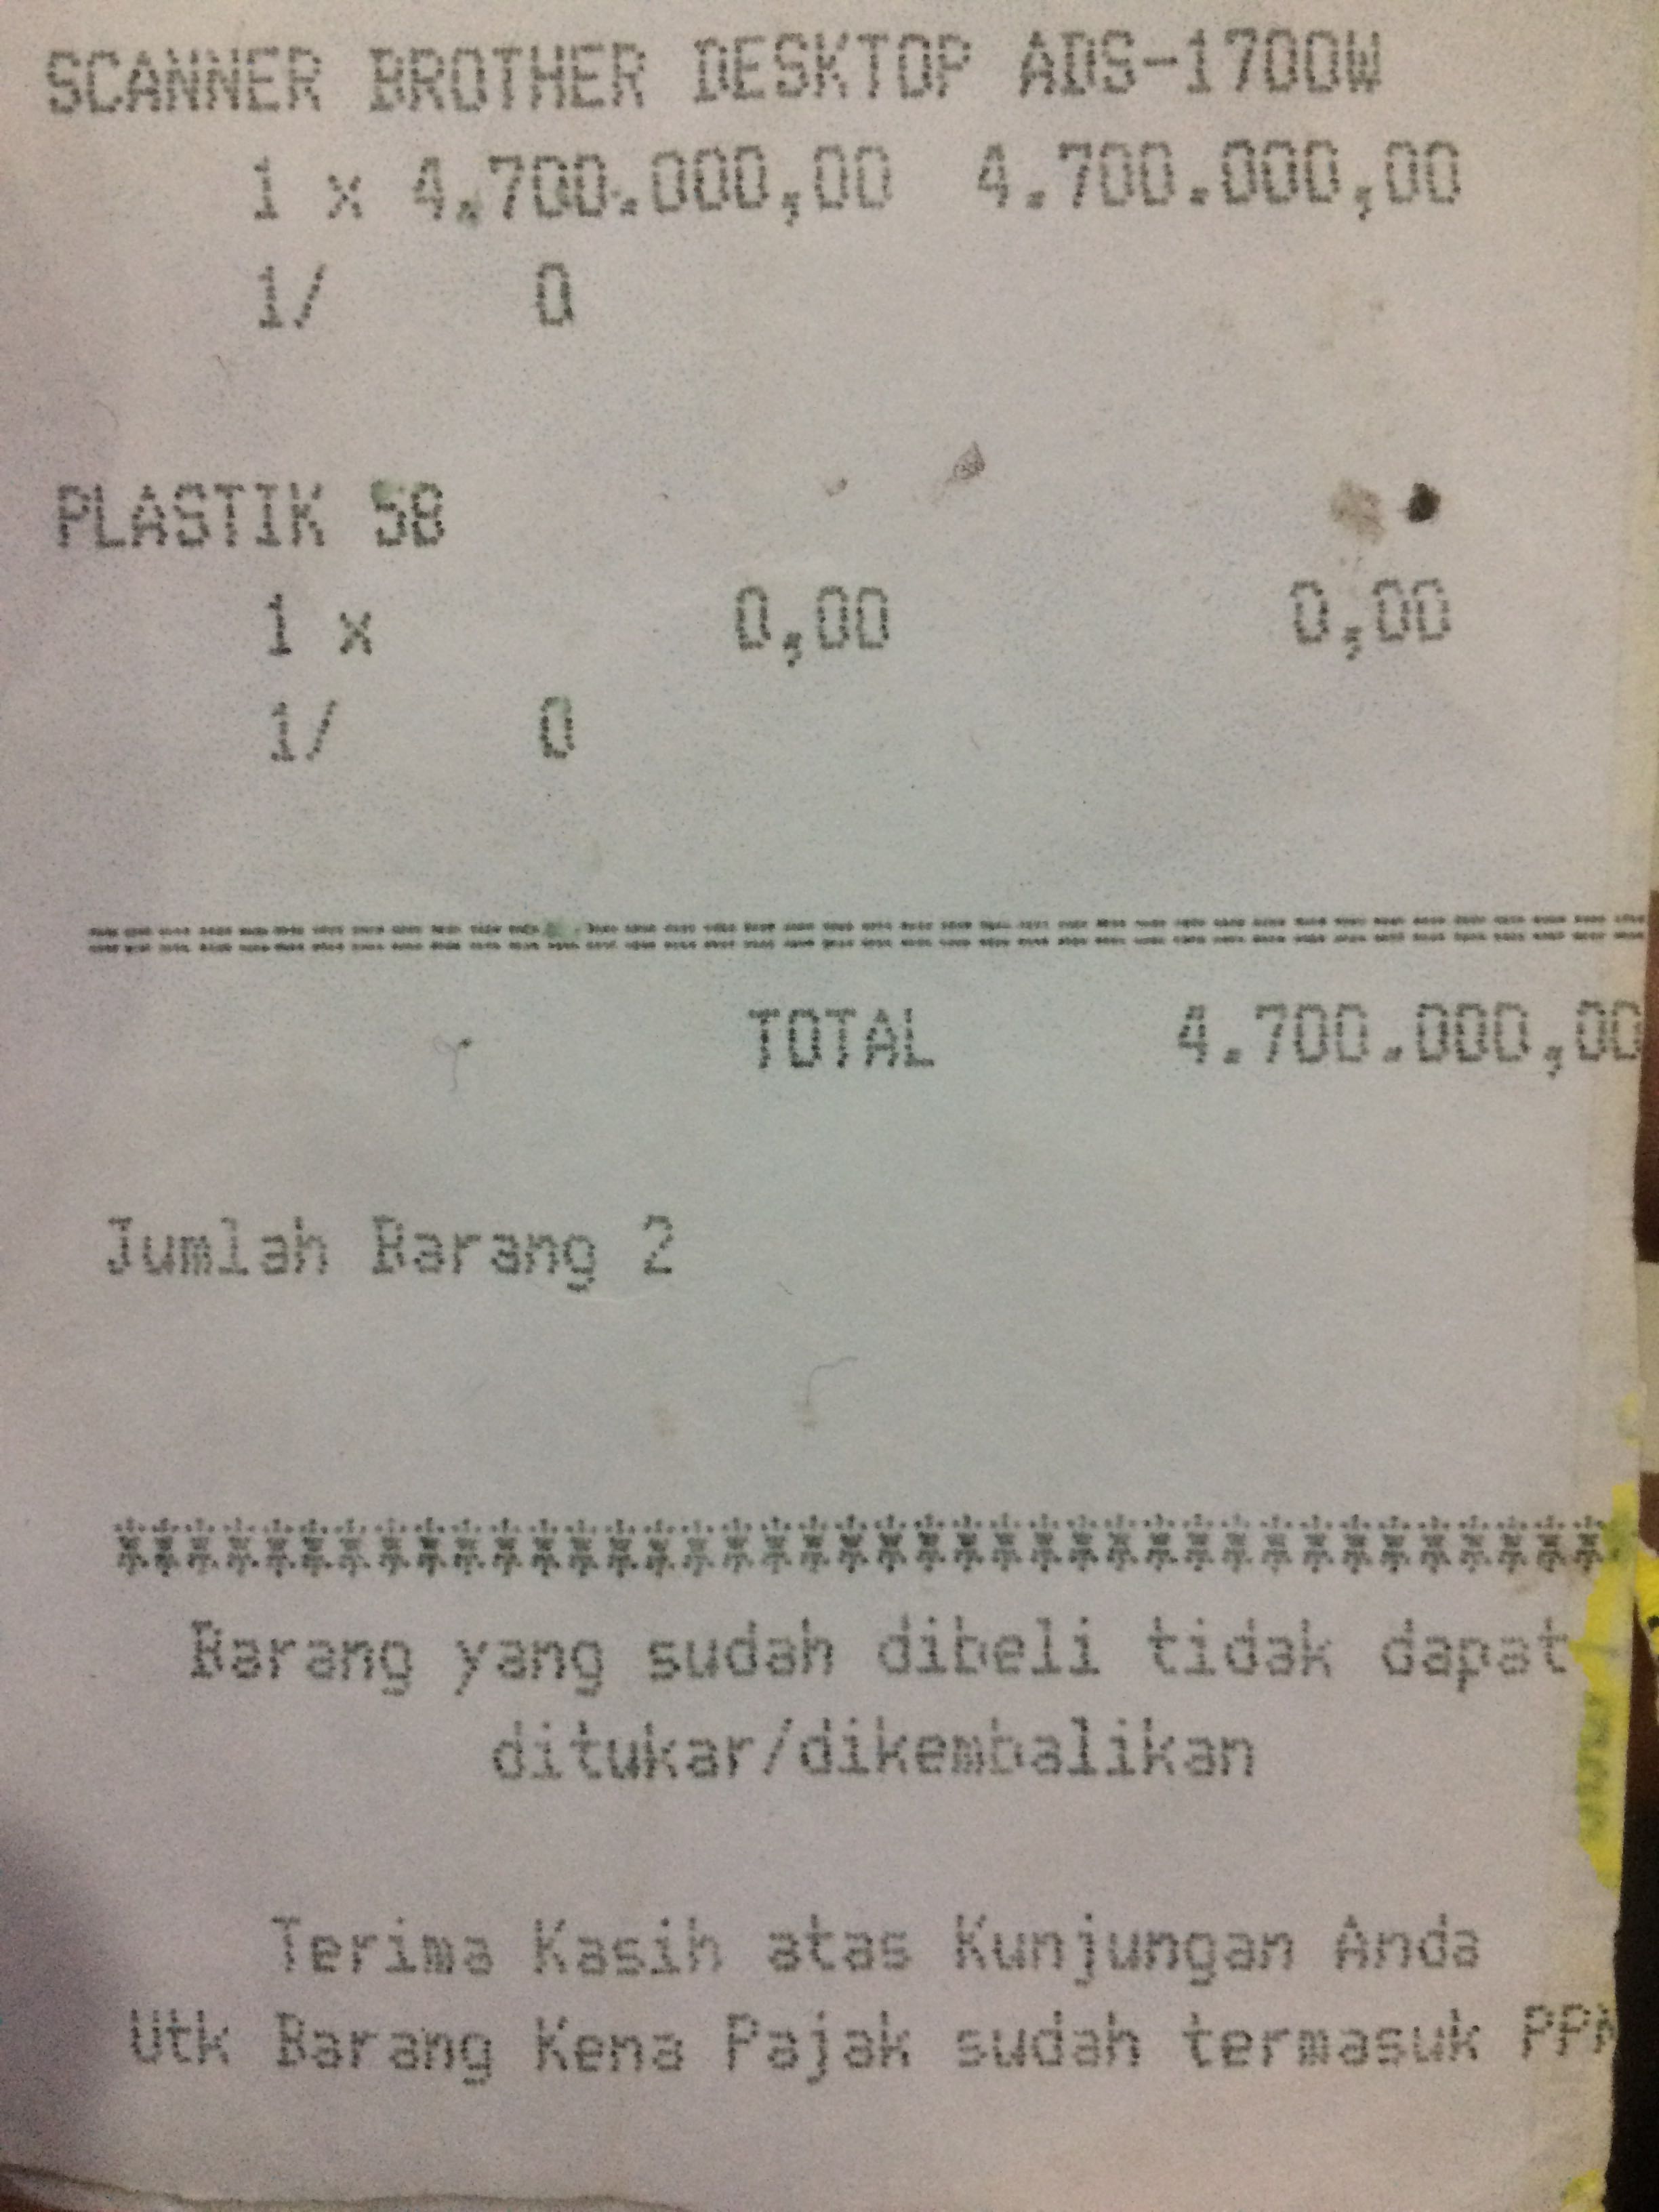 SCANNER BROTHER DESKTOP ADS-1700W
1 x 4.700.000,00 4.700.000,00
1/ 0
PLASTIK SB
1 x 0,00 0,00
1/ 0
================================================
TOTAL 4.700.000,00
Jumlah Barang 2
****************************************
Barang yang sudah dibeli tidak dapat
ditukar/dikembalikan
Terima Kasih atas Kunjungan Anda
Utk Barang Kena Pajak sudah termasuk PPN